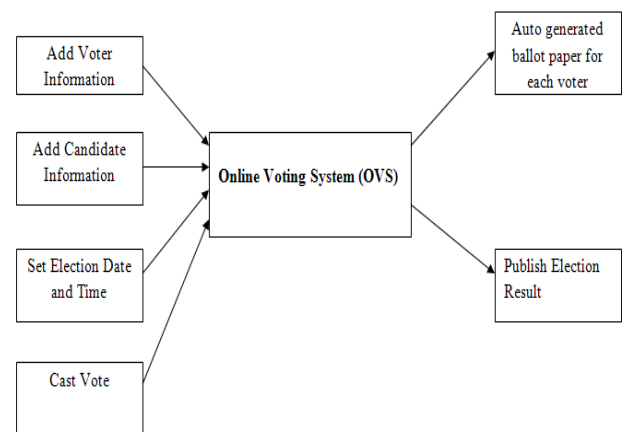 Add Voter
Information
Add Candidate
Information
Set Election Date
and Time
Cast Vote
Online Voting System (OVS)
Auto generated
ballot paper for
each voter
Publish Election
Result